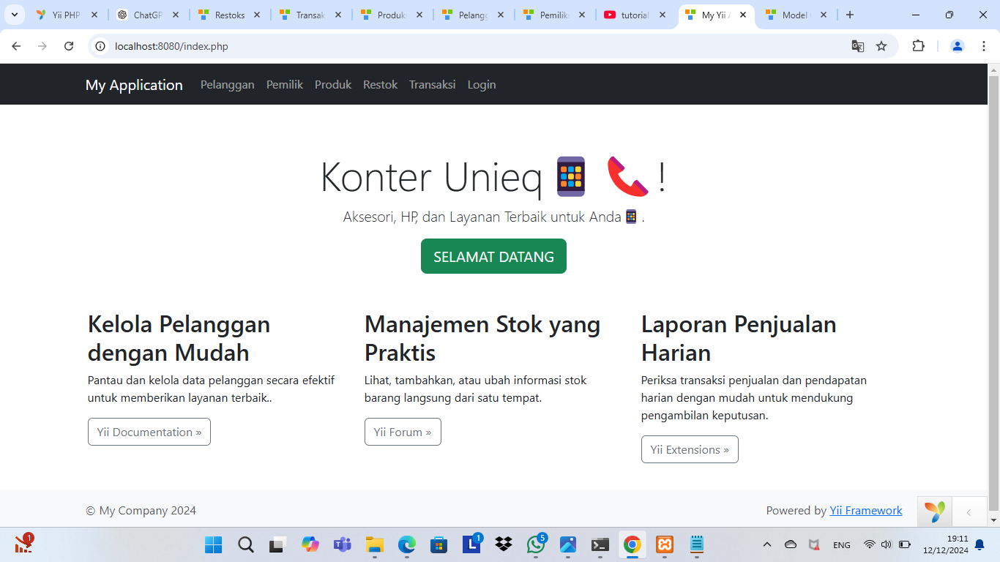 Yii PHP
ChatGP
Restoks
Transak
Produk
Pelangg
Pemilik
tutorial
My Yii A
Model
localhost:8080/index.php
My Application Pelanggan Pemilik Produk Restok Transaksi Login
Konter Unieq📱 📞 !
Aksesori, HP, dan Layanan Terbaik untuk Anda📱 .
SELAMAT DATANG
Kelola Pelanggan
dengan Mudah
Pantau dan kelola data pelanggan secara efektif
untuk memberikan layanan terbaik..
Yii Documentation »
Manajemen Stok yang
Praktis
Lihat, tambahkan, atau ubah informasi stok
barang langsung dari satu tempat.
Yii Forum »
Laporan Penjualan
Harian
Periksa transaksi penjualan dan pendapatan
harian dengan mudah untuk mendukung
pengambilan keputusan.
Yii Extensions »
© My Company 2024
Powered by Yii Framework
1
1
5
ENG
19:11
12/12/2024